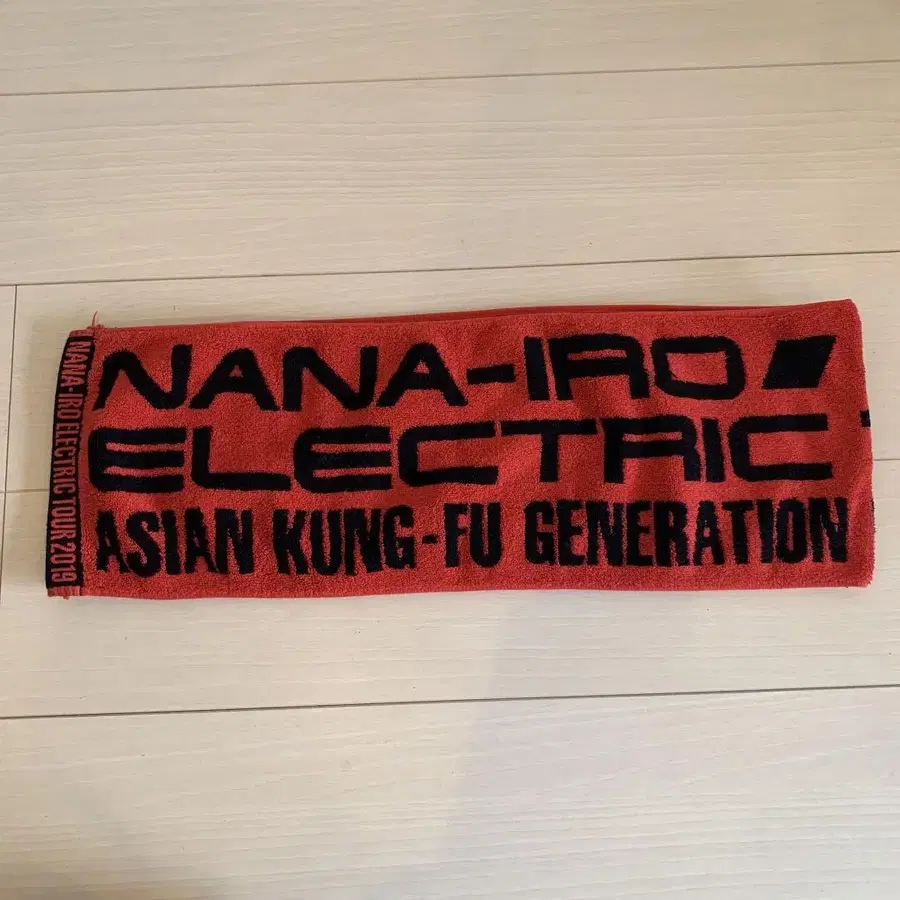 NANA-IRO ELECTRIC TOUR 2019
NANA-IRO
ELECTRIC
ASIAN KUNG-FU GENERATION